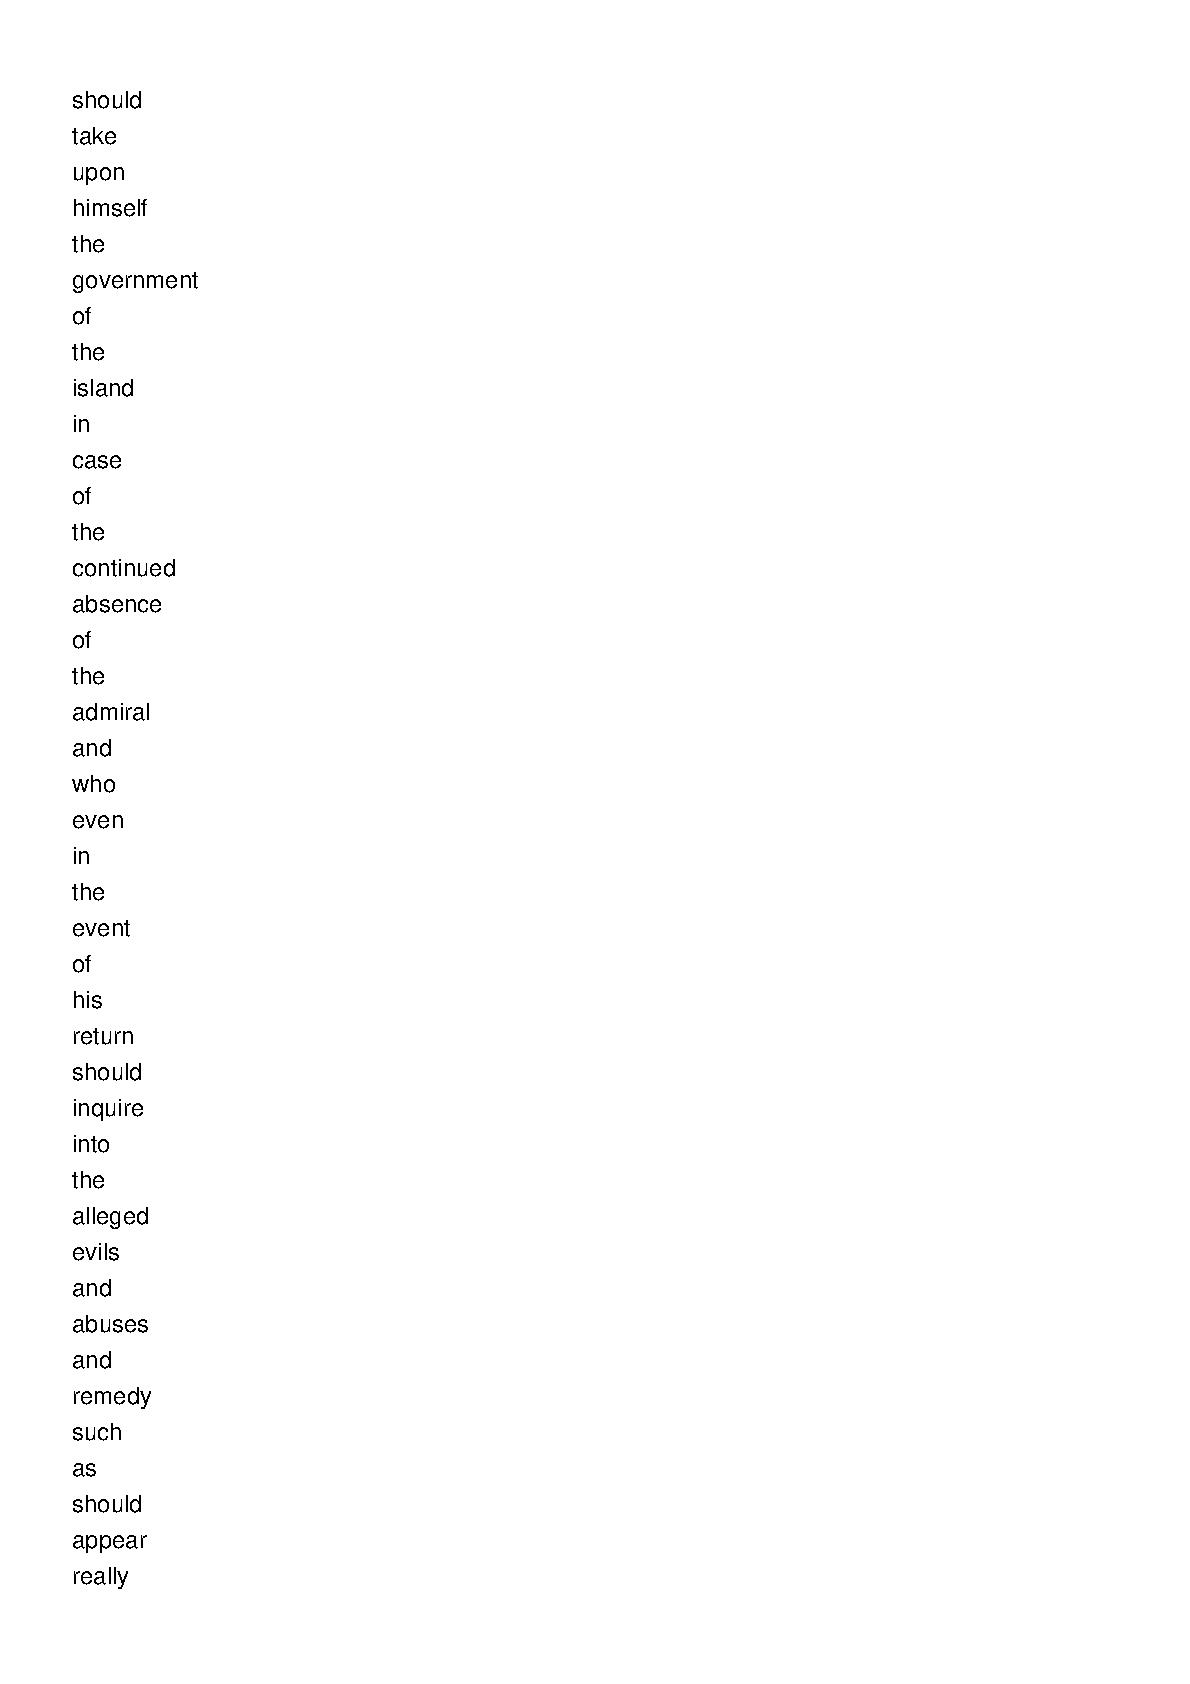 should
take
upon
himself
the
government
of
the
island
in
case
of
the
continued
absence
of
the
admiral
and
who
even
in
the
event
of
his
return
should
inquire
into
the
alleged
evils
and
abuses
and
remedy
such
as
should
appear
really